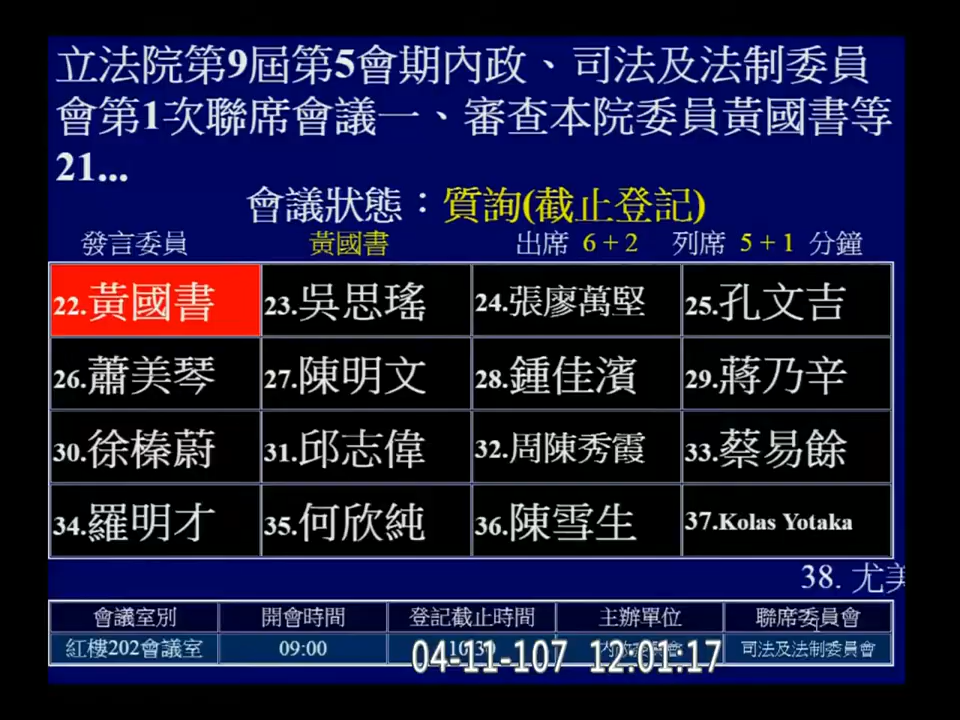 立法院第9屆第5會期內政、司法及法制委員
會第1次聯席會議一、審查本院委員黃國書等
21...
會議狀態：質詢(截止登記)
發言委員 黃國書 出席 6 + 2 列席 5 + 1 分鐘
22.黃國書 23.吳思瑤 24.張廖萬堅 25.孔文吉
26.蕭美琴 27.陳明文 28.鍾佳濱 29.蔣乃辛
30.徐榛蔚 31.邱志偉 32.周陳秀霞 33.蔡易餘
34.羅明才 35.何欣純 36.陳雪生 37.Kolas Yotaka
38. 尤美
會議室別 開會時間 登記截止時間 主辦單位 聯席委員會
紅樓202會議室 09:00 司法及法制委員會
04-11-107 12:01:17